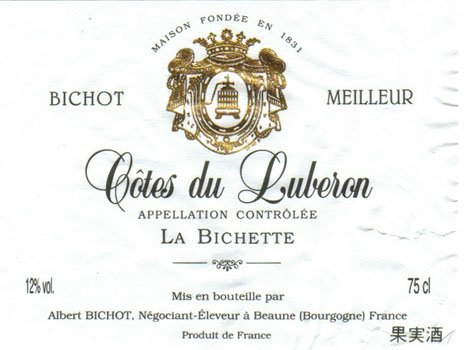 MAISON FONDÉE EN 1831
BICHOT MEILLEUR
Côtes du Luberon
APPELLATION CONTRÔLÉE
LA BICHETTE
12% vol. 75 cl
Mis en bouteille par
Albert BICHOT, Négociant-Éleveur à Beaune (Bourgogne) France
Produit de France
果実酒